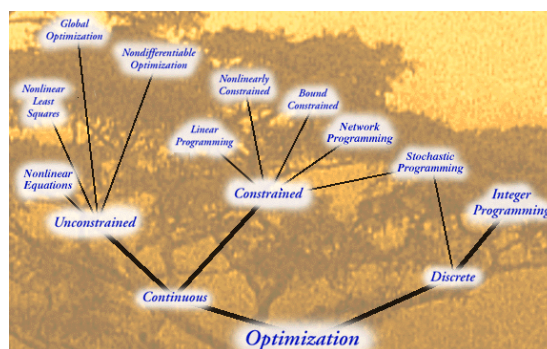 Global
Optimization
Nondifferentiable
Optimization
Nonlinear
Least
Squares
Nonlinearly
Constrained
Bound
Constrained
Linear
Programming
Network
Programming
Stochastic
Programming
Nonlinear
Equations
Constrained
Integer
Programming
Unconstrained
Continuous
Discrete
Optimization